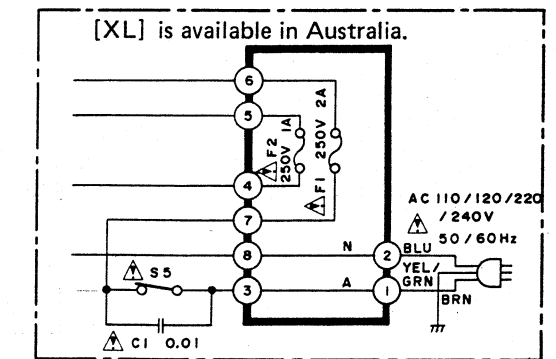 [XL] is available in Australia.
6
5
F2
250V 1A
250V 2A
F1
4
7
AC 110/120/220
/240V
50/60Hz
8
N
2
BLU
YEL/
GRN
S5
3
A
1
BRN
C1 0.01